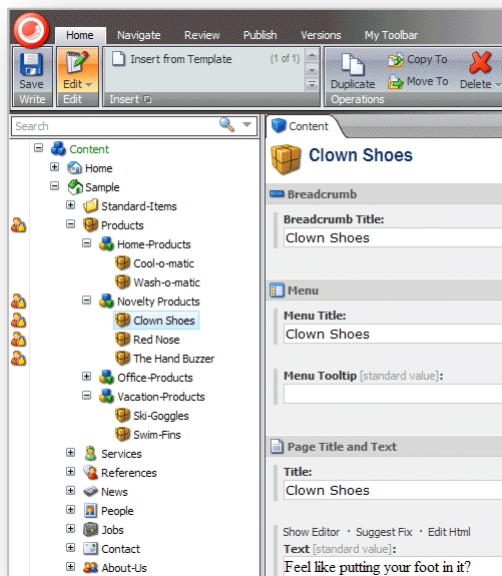 Home Navigate Review Publish Versions My Toolbar
Save
Write
Edit
Edit
Insert from Template (1 of 1)
Insert
Duplicate
Copy To
Move To
Delete
Operations
Search
Content
Home
Sample
Standard-Items
Products
Home-Products
Cool-o-matic
Wash-o-matic
Novelty Products
Clown Shoes
Red Nose
The Hand Buzzer
Office-Products
Vacation-Products
Ski-Goggles
Swim-Fins
Services
References
News
People
Jobs
Contact
About-Us
Content
Clown Shoes
Breadcrumb
Breadcrumb Title:
Clown Shoes
Menu
Menu Title:
Clown Shoes
Menu Tooltip [standard value]:
Page Title and Text
Title:
Clown Shoes
Show Editor · Suggest Fix · Edit Html
Text [standard value]:
Feel like putting your foot in it?